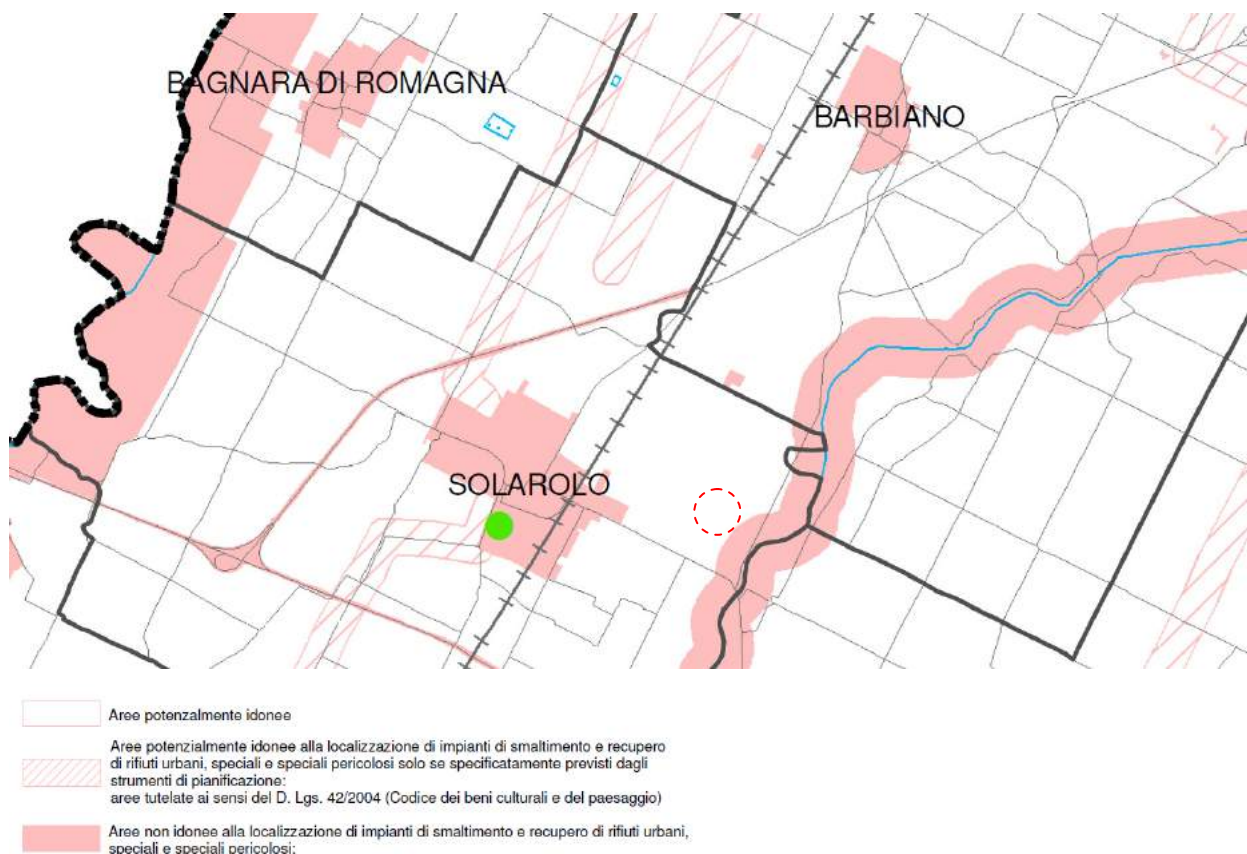 BAGNARA DI ROMAGNA
BARBIANO
SOLAROLO
Aree potenzalmente idonee
Aree potenzialmente idonee alla localizzazione di impianti di smaltimento e recupero
di rifiuti urbani, speciali e speciali pericolosi solo se specificatamente previsti dagli
strumenti di pianificazione:
aree tutelate ai sensi del D. Lgs. 42/2004 (Codice dei beni culturali e del paesaggio)
Aree non idonee alla localizzazione di impianti di smaltimento e recupero di rifiuti urbani,
speciali e speciali pericolosi: